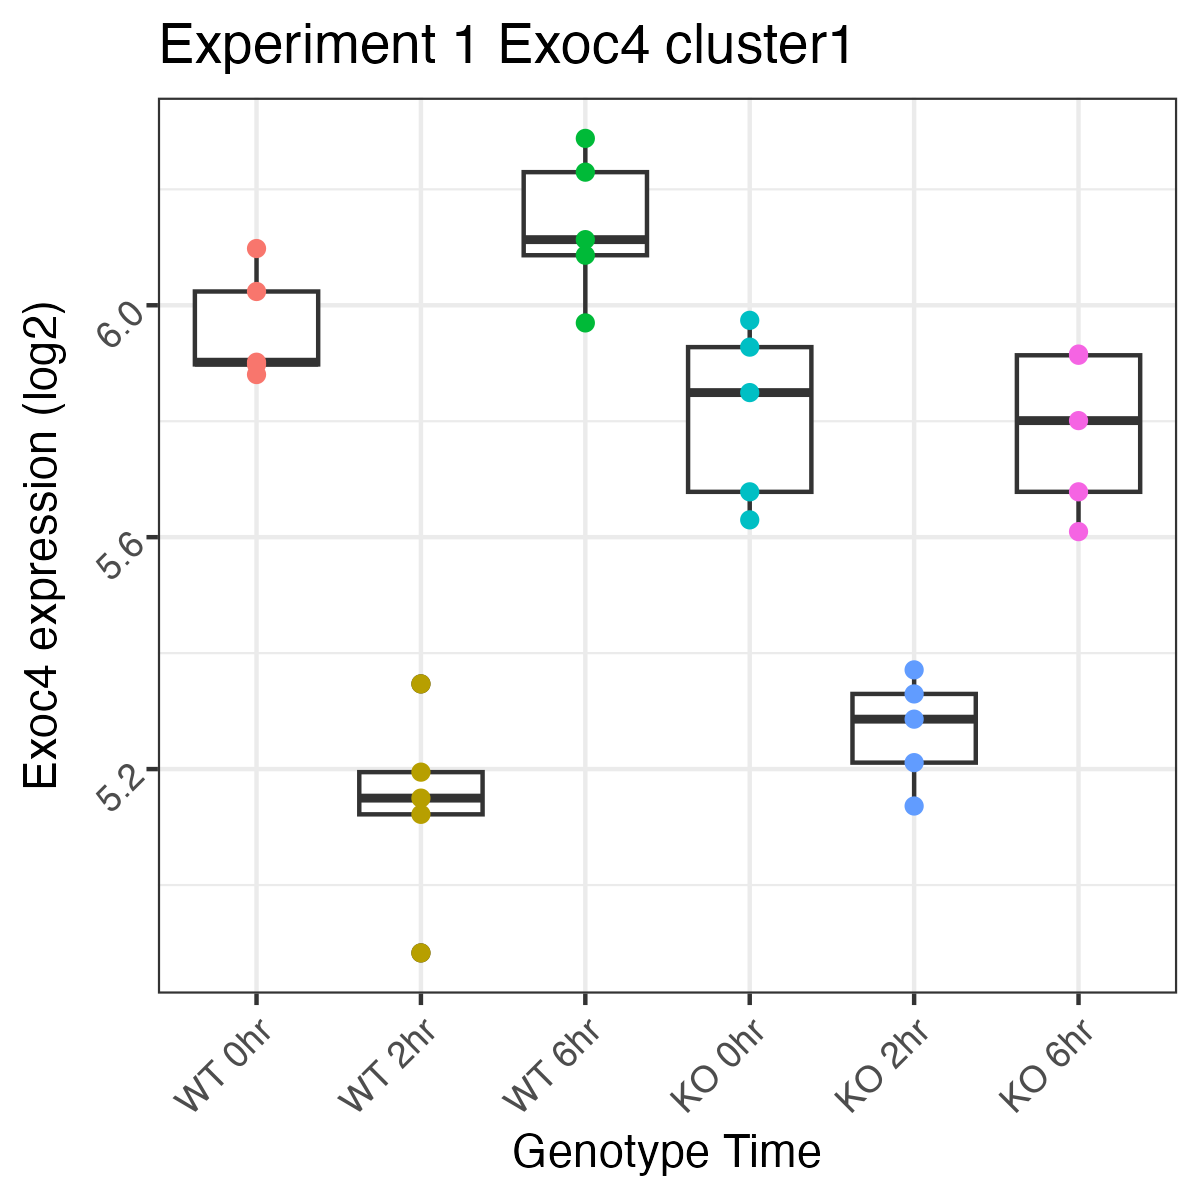 Experiment 1 Exoc4 cluster1
Exoc4 expression (log2)
6.0
5.6
5.2
WT 0hr
WT 2hr
WT 6hr
KO 0hr
KO 2hr
KO 6hr
Genotype Time